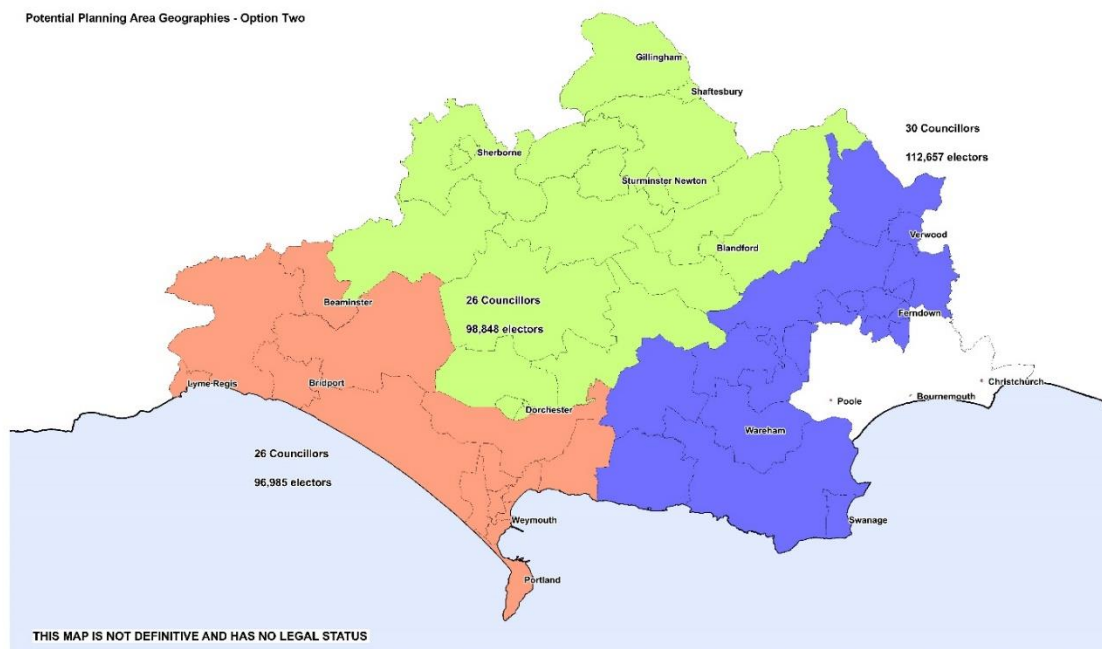 Potential Planning Area Geographies - Option Two
Gillingham
Shaftesbury
30 Councillors
112,657 electors
Sherborne
Sturminster Newton
Verwood
Blandford
26 Councillors
98,848 electors
Beaminster
Ferndown
Lyme-Regis
Bridport
Christchurch
Bournemouth
Poole
Dorchester
Wareham
26 Councillors
96,985 electors
Weymouth
Swanage
Portland
THIS MAP IS NOT DEFINITIVE AND HAS NO LEGAL STATUS